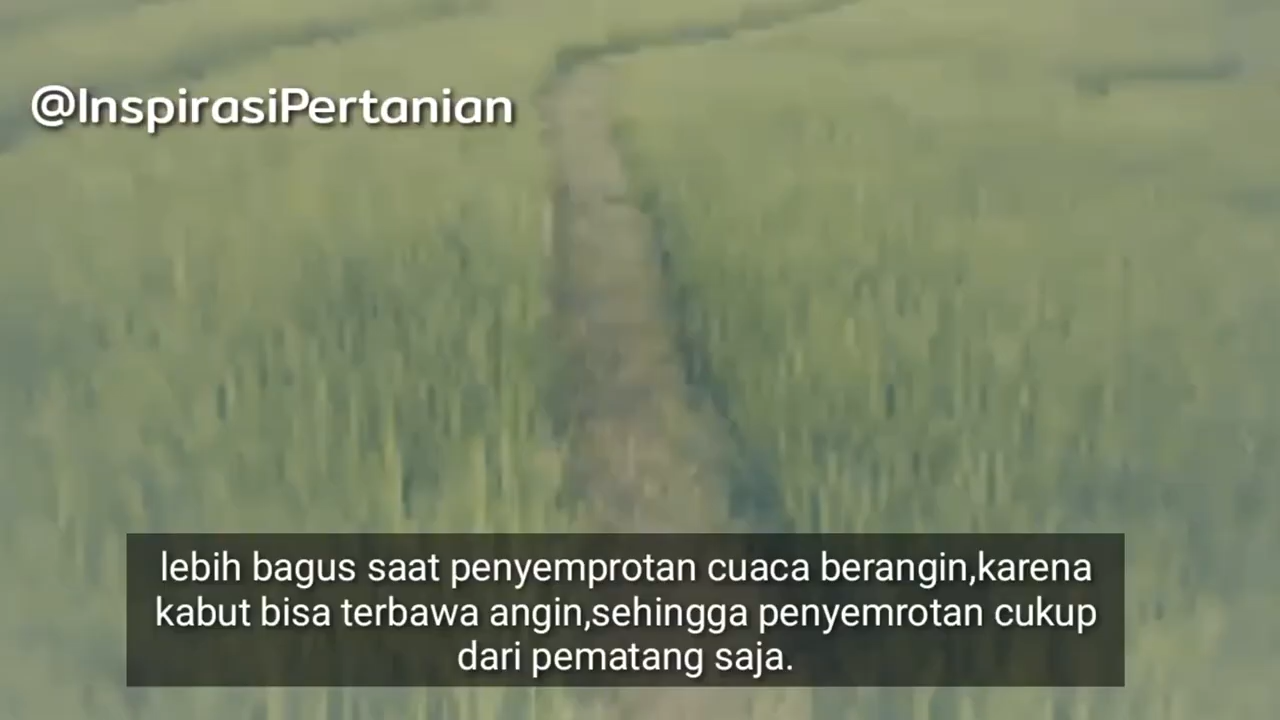 @InspirasiPertanian
lebih bagus saat penyemprotan cuaca berangin,karena
kabut bisa terbawa angin,sehingga penyemrotan cukup
dari pematang saja.